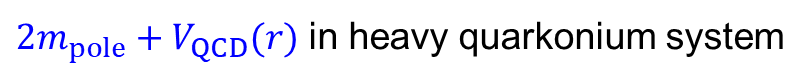 2m_pole + V_QCD(r) in heavy quarkonium system